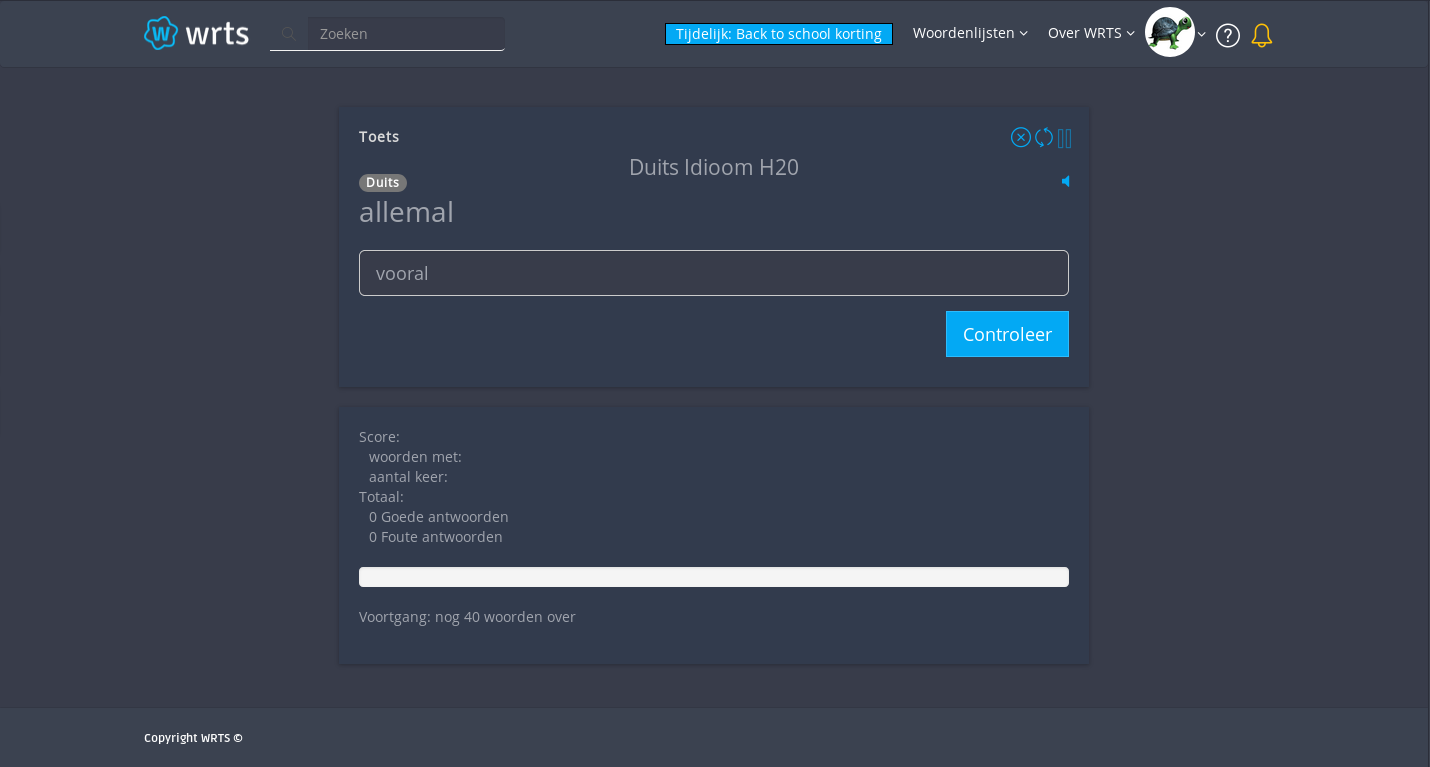 wrts
Zoeken
Tijdelijk: Back to school korting
Woordenlijsten
Over WRTS
Toets
Duits Idioom H20
Duits
allemal
vooral
Controleer
Score:
woorden met:
aantal keer:
Totaal:
0 Goede antwoorden
0 Foute antwoorden
Voortgang: nog 40 woorden over
Copyright WRTS ©